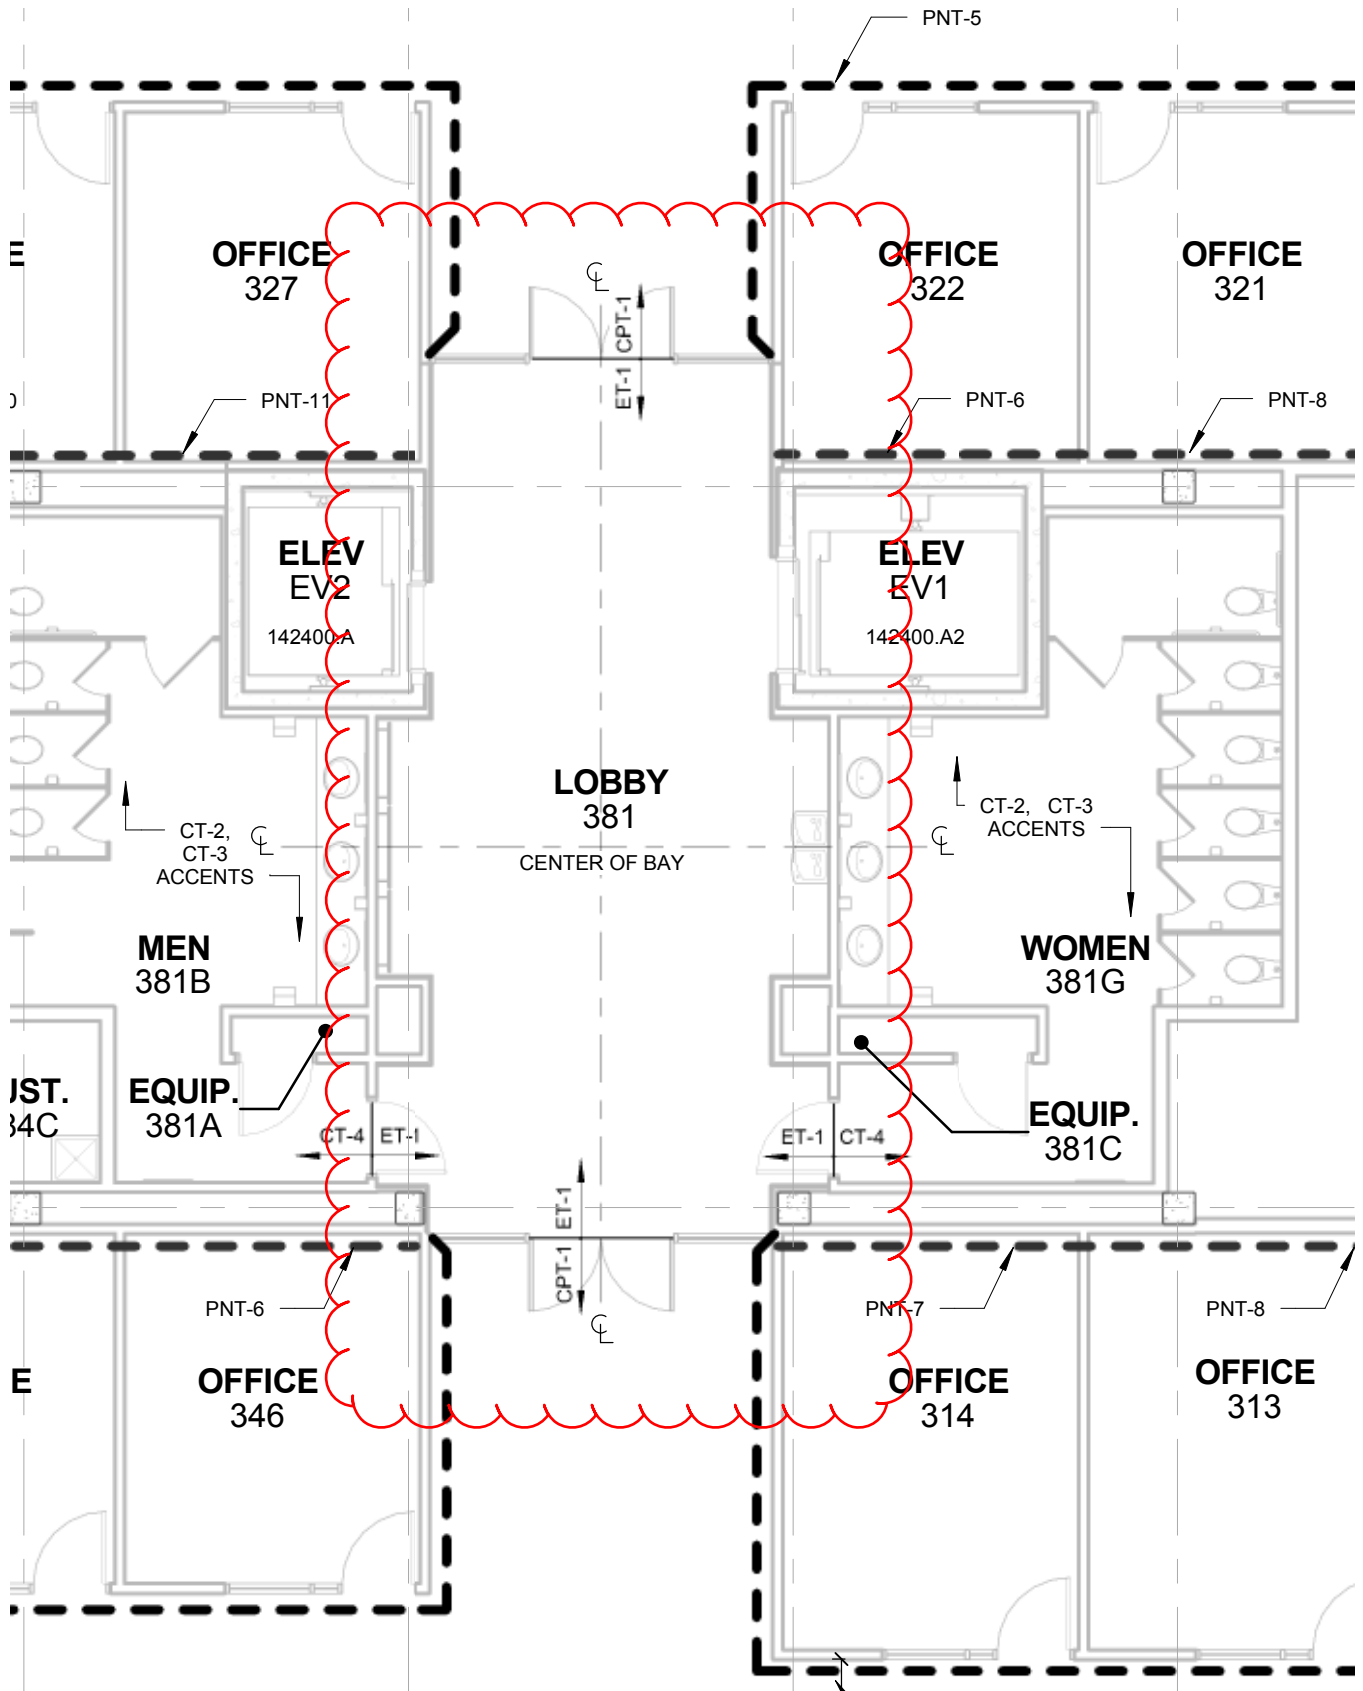 PNT-5
OFFICE
327
OFFICE
322
OFFICE
321
E
℄
CPT-1
ET-1
PNT-11
PNT-6
PNT-8
ELEV
EV2
142400.A
ELEV
EV1
142400.A2
LOBBY
381
CENTER OF BAY
CT-2,
CT-3
ACCENTS
℄
℄
CT-2, CT-3
ACCENTS
MEN
381B
WOMEN
381G
UST.
34C
EQUIP.
381A
EQUIP.
381C
CT-4
ET-1
ET-1
CT-4
ET-1
CPT-1
℄
PNT-6
PNT-7
PNT-8
E
OFFICE
346
OFFICE
314
OFFICE
313